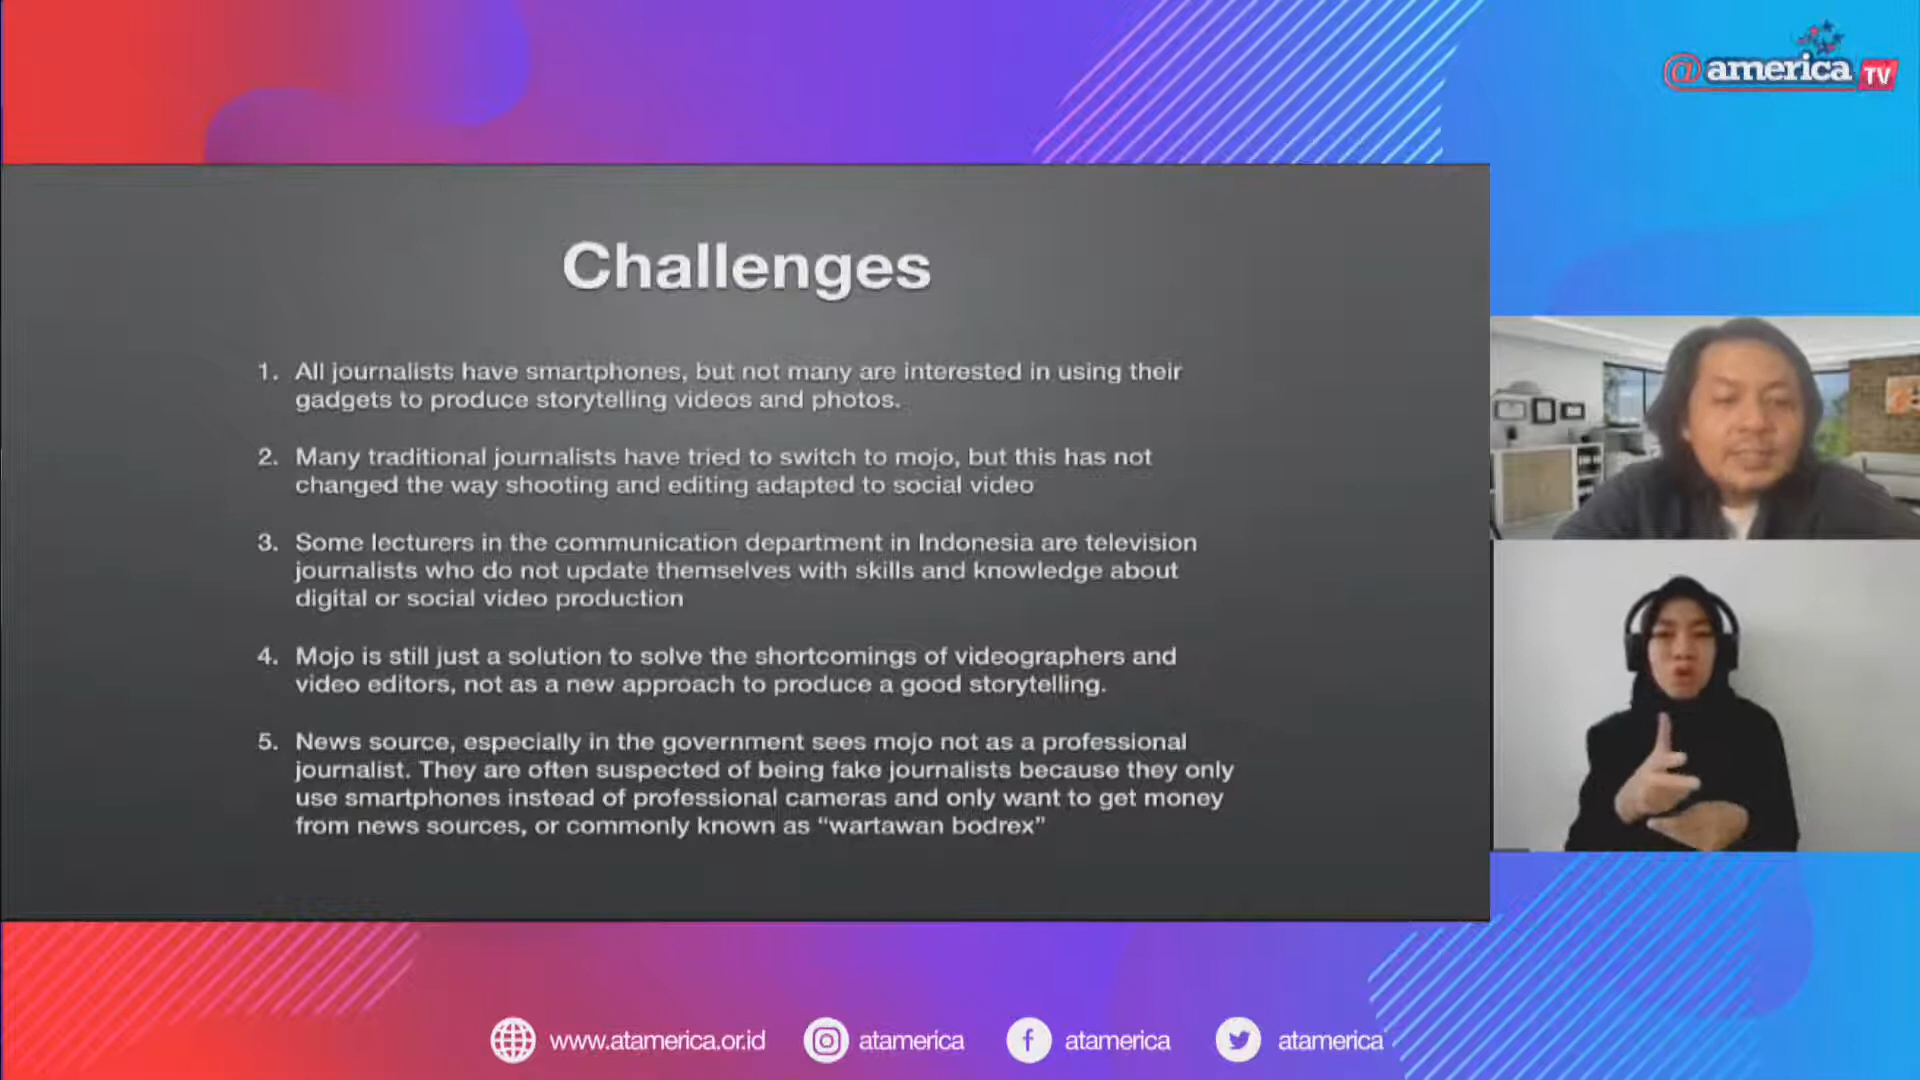 @america TV
Challenges
1. All journalists have smartphones, but not many are interested in using their
gadgets to produce storytelling videos and photos.
2. Many traditional journalists have tried to switch to mojo, but this has not
changed the way shooting and editing adapted to social video
3. Some lecturers in the communication department in Indonesia are television
journalists who do not update themselves with skills and knowledge about
digital or social video production
4. Mojo is still just a solution to solve the shortcomings of videographers and
video editors, not as a new approach to produce a good storytelling.
5. News source, especially in the government sees mojo not as a professional
journalist. They are often suspected of being fake journalists because they only
use smartphones instead of professional cameras and only want to get money
from news sources, or commonly known as “wartawan bodrex”
www.atamerica.or.id atamerica atamerica atamerica